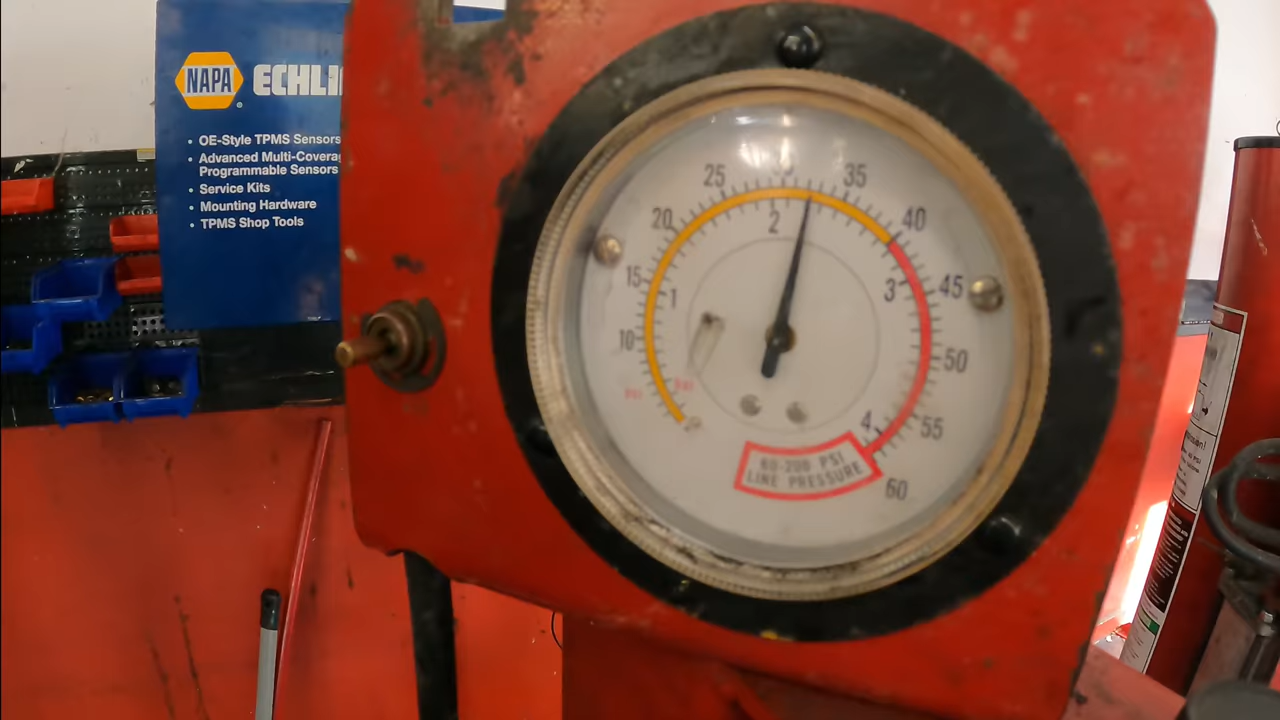 NAPA ECHLI
• OE-Style TPMS Sensors
• Advanced Multi-Coverag
Programmable Sensors
• Service Kits
• Mounting Hardware
• TPMS Shop Tools
10
15
20
25
30
35
40
45
50
55
60
1
2
3
4
60-200 PSI
LINE PRESSURE